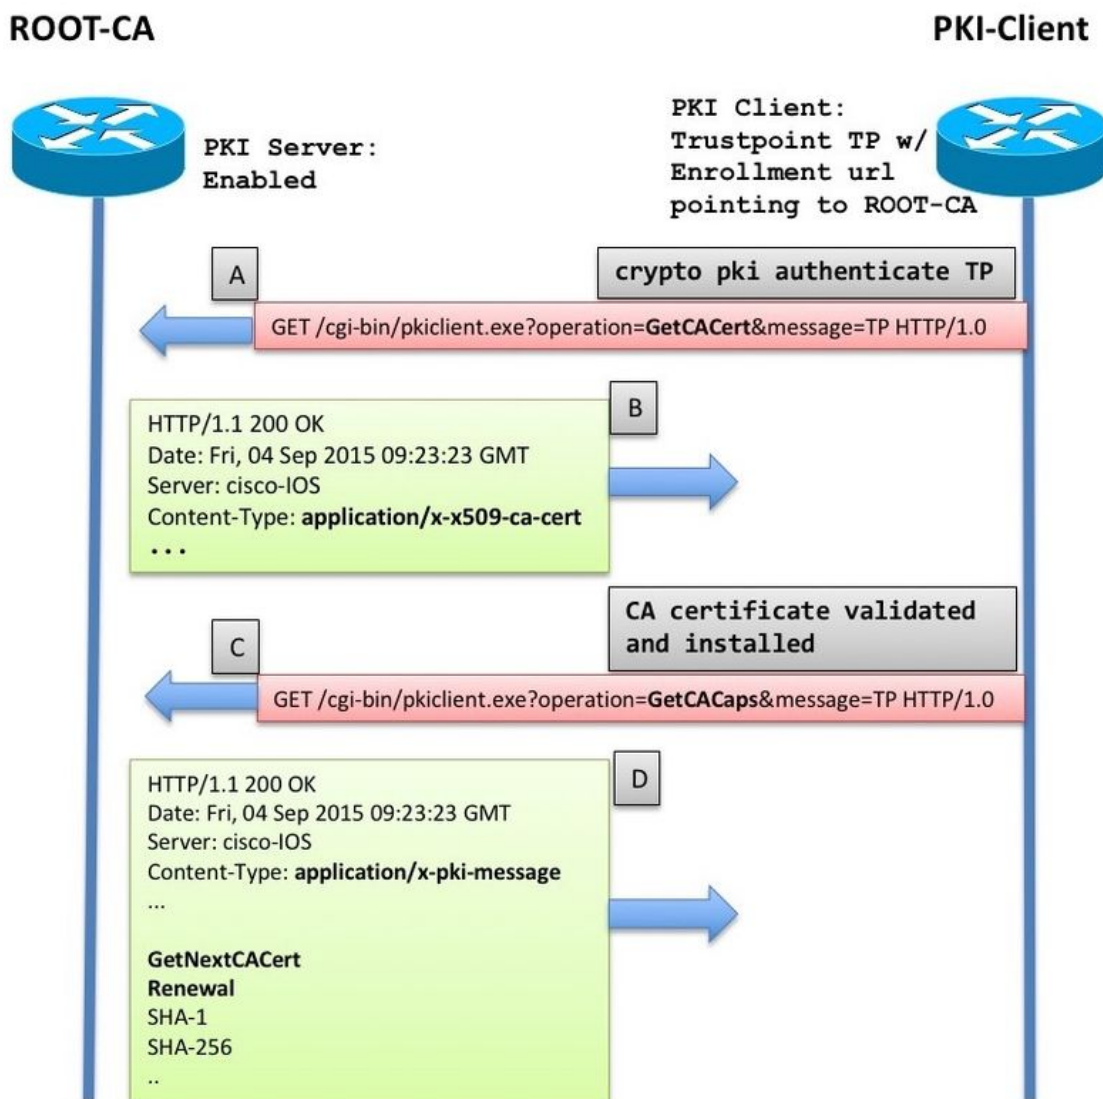 ROOT-CA
PKI-Client
PKI Server:
Enabled
PKI Client:
Trustpoint TP w/
Enrollment url
pointing to ROOT-CA
A
crypto pki authenticate TP
GET /cgi-bin/pkiclient.exe?operation=GetCACert&message=TP HTTP/1.0
B
HTTP/1.1 200 OK
Date: Fri, 04 Sep 2015 09:23:23 GMT
Server: cisco-IOS
Content-Type: application/x-x509-ca-cert
...
CA certificate validated
and installed
C
GET /cgi-bin/pkiclient.exe?operation=GetCACaps&message=TP HTTP/1.0
D
HTTP/1.1 200 OK
Date: Fri, 04 Sep 2015 09:23:23 GMT
Server: cisco-IOS
Content-Type: application/x-pki-message
...
GetNextCACert
Renewal
SHA-1
SHA-256
..